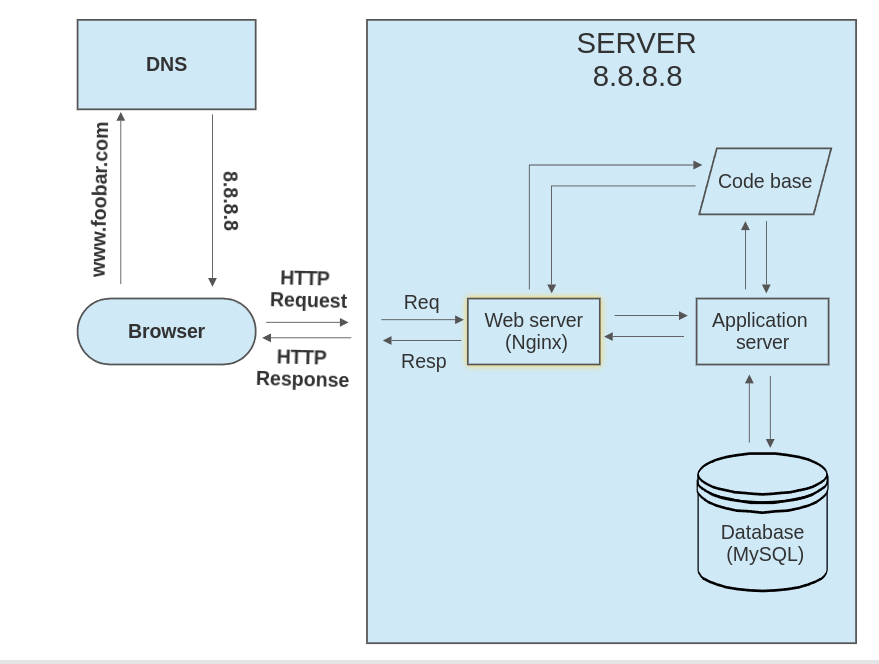 SERVER
8.8.8.8
DNS
www.foobar.com
8.8.8.8
Code base
HTTP
Request
Browser
HTTP
Response
Req
Resp
Web server
(Nginx)
Application
server
Database
(MySQL)